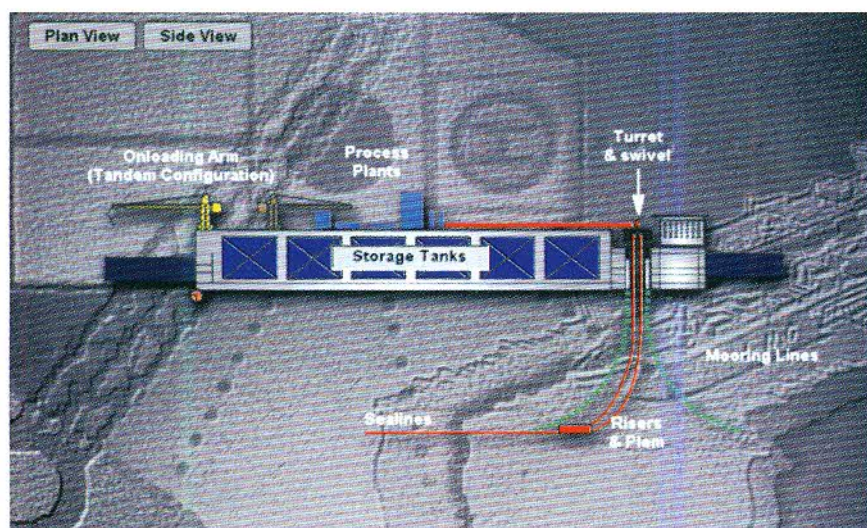 Plan View
Side View
Turret
& swivel
Onloading Arm
(Tandem Configuration)
Process
Plants
Storage Tanks
Mooring Lines
Sealines
Risers
& Plem